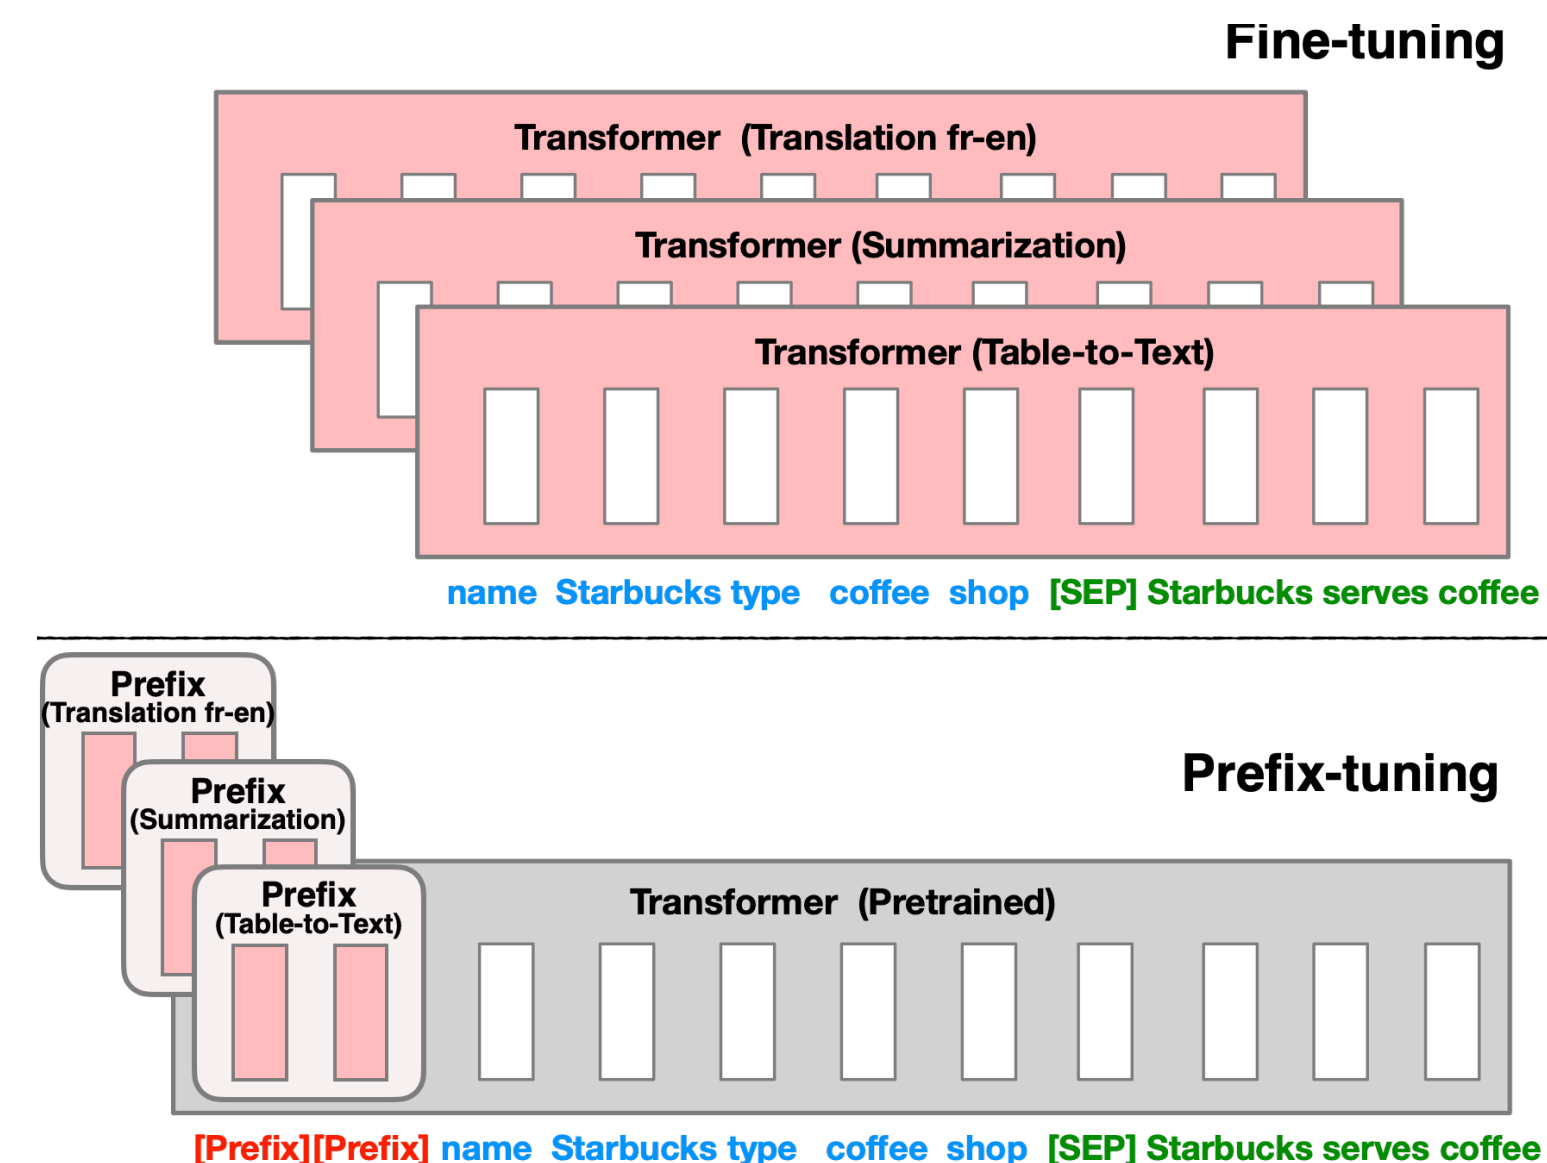 Fine-tuning
Transformer (Translation fr-en)
Transformer (Summarization)
Transformer (Table-to-Text)
name Starbucks type coffee shop [SEP] Starbucks serves coffee
Prefix
(Translation fr-en)
Prefix-tuning
Prefix
(Summarization)
Prefix
(Table-to-Text)
Transformer (Pretrained)
[Prefix][Prefix] name Starbucks type coffee shop [SEP] Starbucks serves coffee